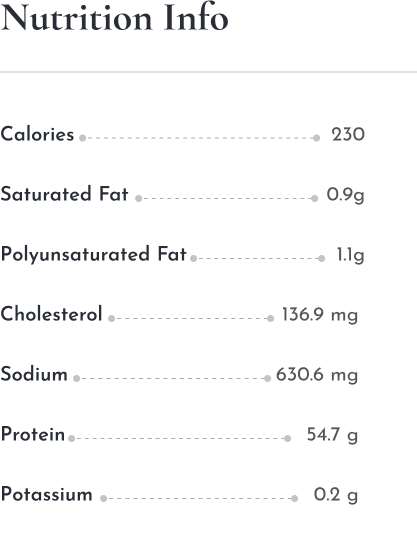 Nutrition Info
Calories 230
Saturated Fat 0.9g
Polyunsaturated Fat 1.1g
Cholesterol 136.9 mg
Sodium 630.6 mg
Protein 54.7 g
Potassium 0.2 g